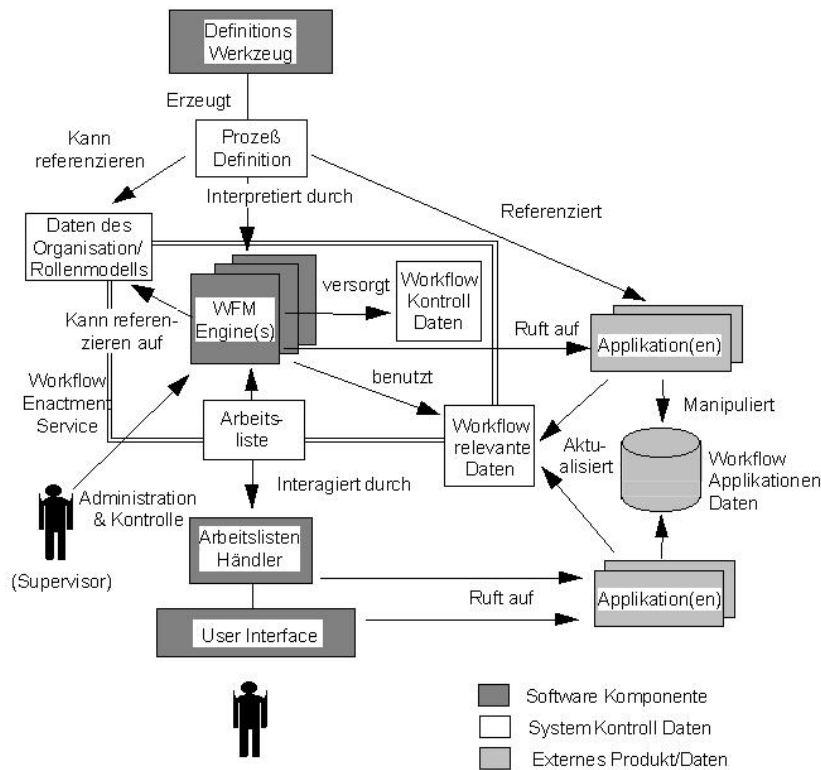 Definitions
Werkzeug
Erzeugt
Kann
referenzieren
Prozeß
Definition
Interpretiert durch
Referenziert
Daten des
Organisation/
Rollenmodells
versorgt
Workflow
Kontroll
Daten
WFM
Engine(s)
Kann referen-
zieren auf
Ruft auf
Applikation(en)
benutzt
Workflow
Enactment
Service
Arbeits-
liste
Workflow
relevante
Daten
Aktu-
alisiert
Manipuliert
Workflow
Applikationen
Daten
Interagiert durch
Administration
& Kontrolle
(Supervisor)
Arbeitslisten
Händler
Ruft auf
Applikation(en)
User Interface
Software Komponente
System Kontroll Daten
Externes Produkt/Daten